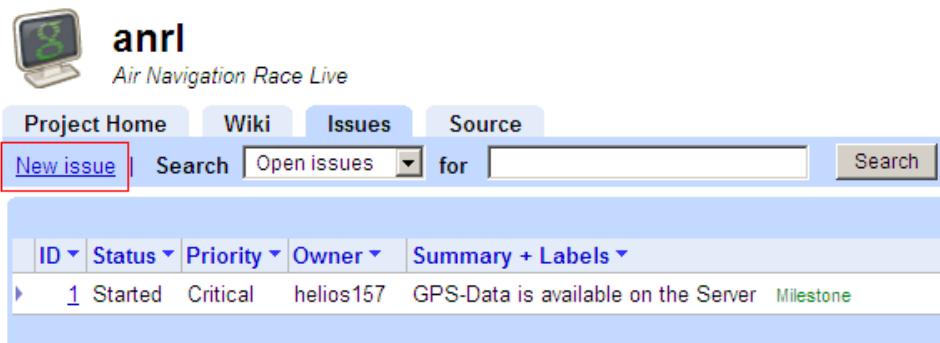 anrl
Air Navigation Race Live
Project Home Wiki Issues Source
New issue | Search Open issues for Search
ID Status Priority Owner Summary + Labels
1 Started Critical helios157 GPS-Data is available on the Server Milestone